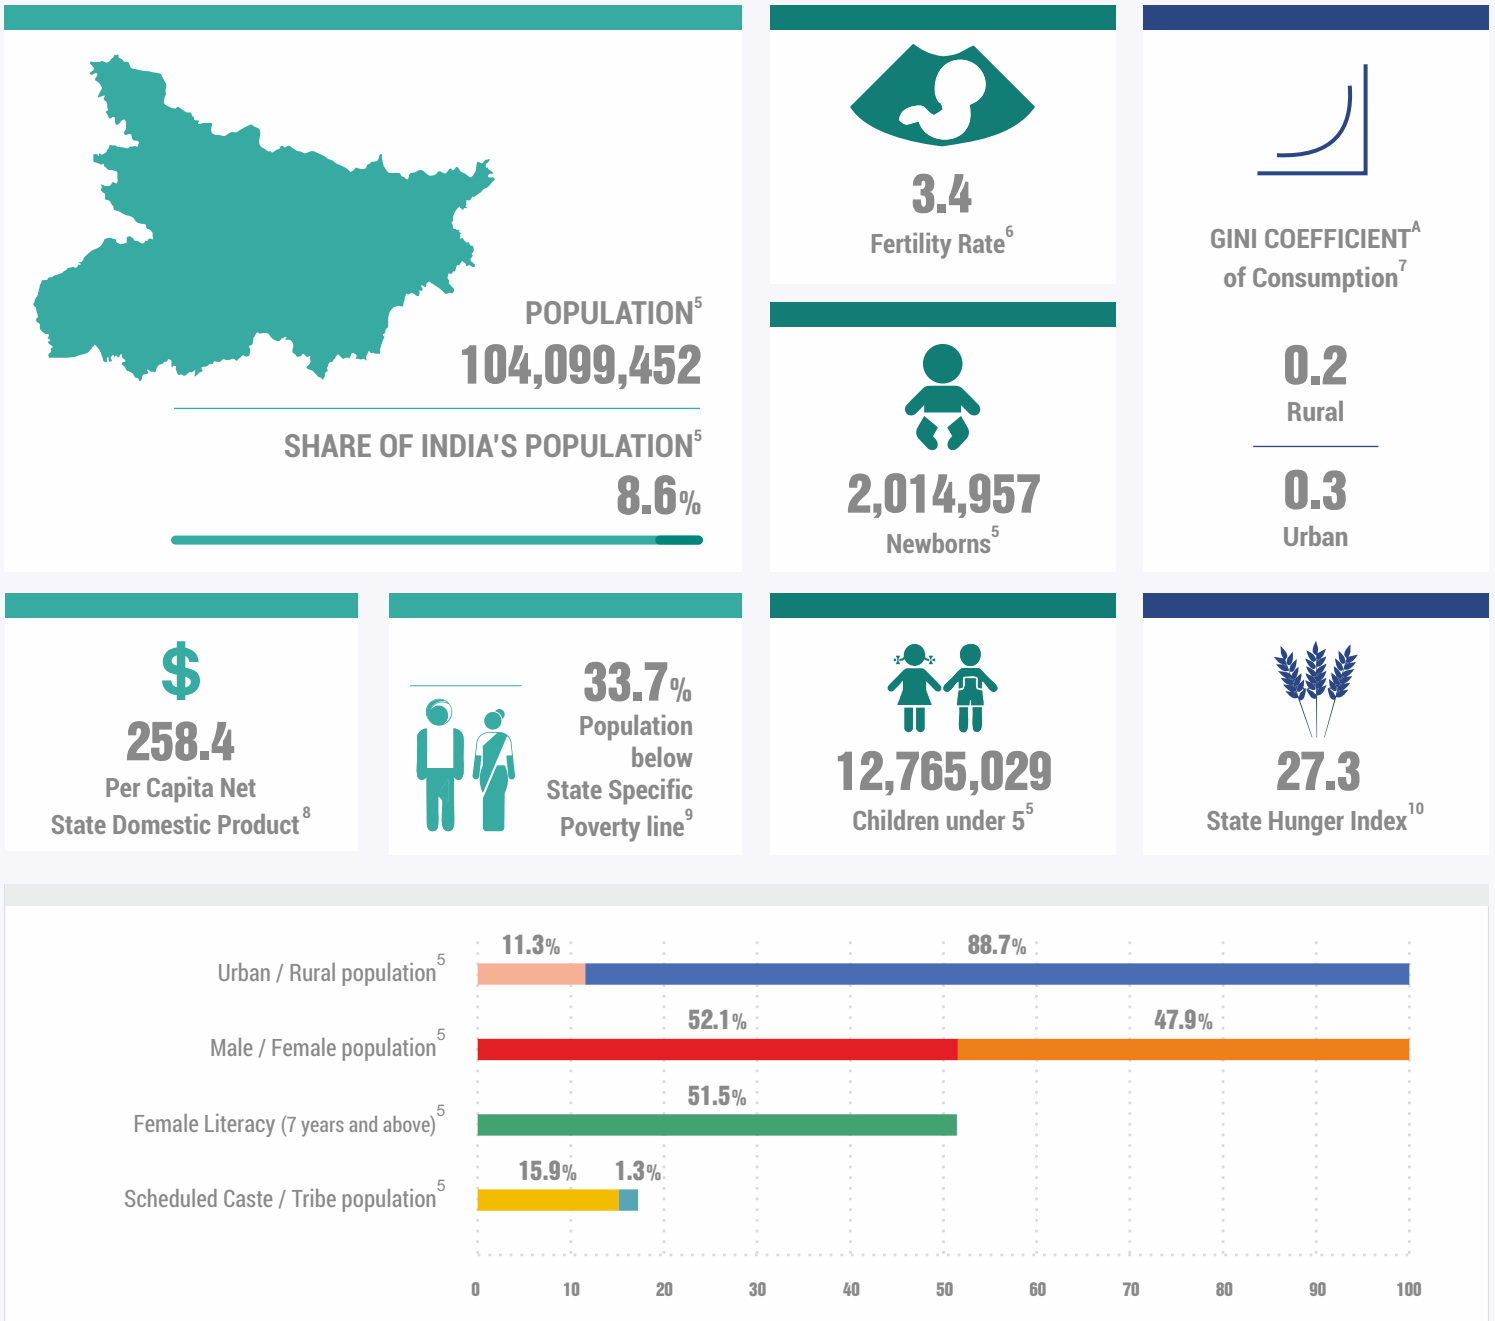 POPULATION5
104,099,452
SHARE OF INDIA'S POPULATION5
8.6%
3.4
Fertility Rate6
2,014,957
Newborns5
GINI COEFFICIENTA
of Consumption7
0.2
Rural
0.3
Urban
$
258.4
Per Capita Net
State Domestic Product8
33.7%
Population
below
State Specific
Poverty line9
12,765,029
Children under 55
27.3
State Hunger Index10
11.3% 88.7%
Urban / Rural population5
52.1% 47.9%
Male / Female population5
51.5%
Female Literacy (7 years and above)5
15.9% 1.3%
Scheduled Caste / Tribe population5
0 10 20 30 40 50 60 70 80 90 100